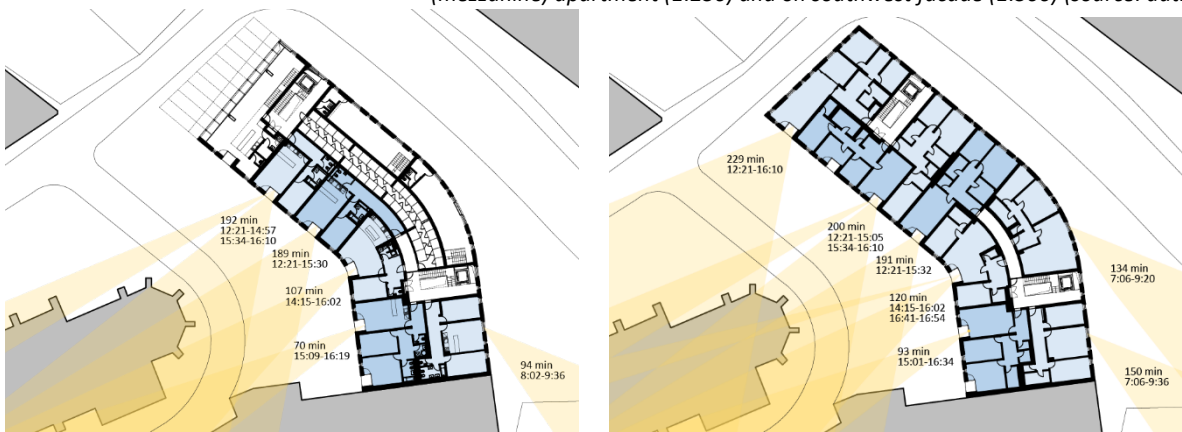 (mezzanine) apartment (1:250) and on southwest facade (1:500) (source: auth
192 min
12:21-14:57
15:34-16:10
189 min
12:21-15:30
107 min
14:15-16:02
70 min
15:09-16:19
94 min
8:02-9:36
229 min
12:21-16:10
200 min
12:21-15:05
15:34-16:10
191 min
12:21-15:32
120 min
14:15-16:02
16:41-16:54
93 min
15:01-16:34
134 min
7:06-9:20
150 min
7:06-9:36